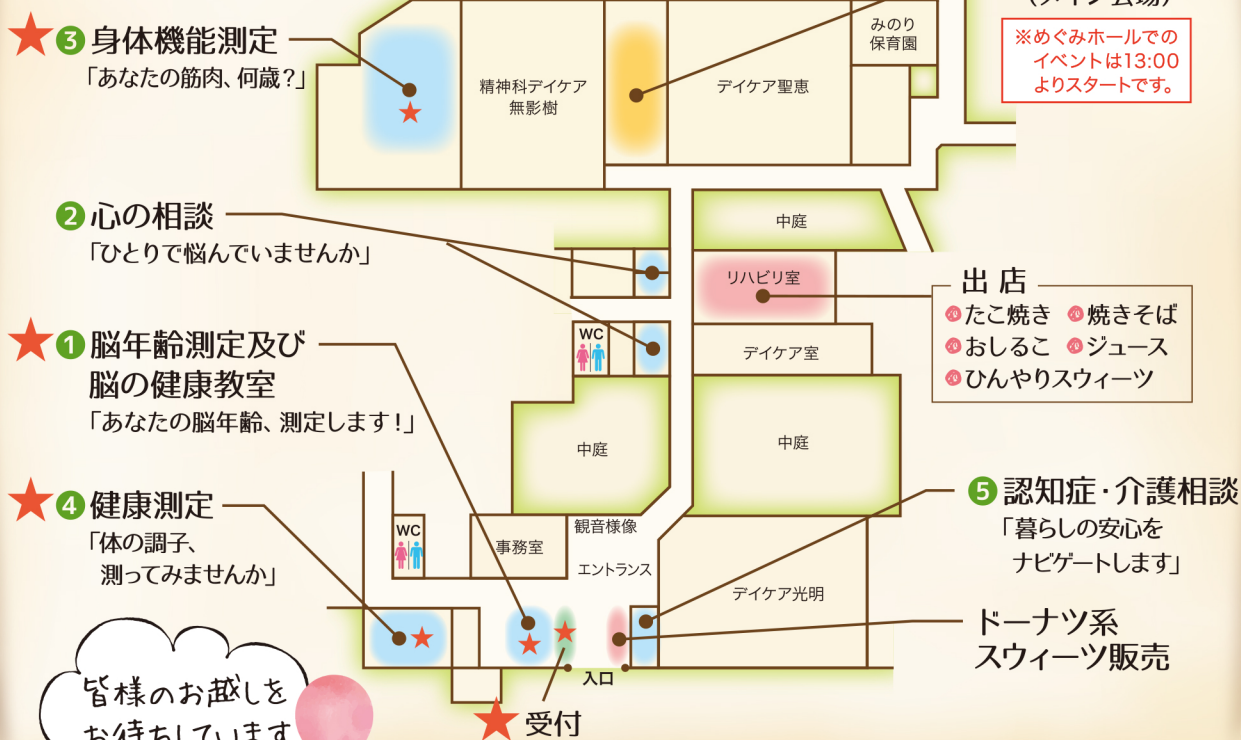 ❸身体機能測定
「あなたの筋肉、何歳？」
精神科デイケア
無影樹
デイケア聖恵
みのり
保育園
※めぐみホールでの
イベントは13:00
よりスタートです。
❷心の相談
「ひとりで悩んでいませんか」
中庭
リハビリ室
出店
たこ焼き 焼きそば
おしるこ ジュース
ひんやりスウィーツ
WC
デイケア室
❶脳年齢測定及び
脳の健康教室
「あなたの脳年齢、測定します！」
中庭
中庭
❹健康測定
「体の調子、
測ってみませんか」
WC
事務室
観音様像
エントランス
デイケア光明
❺認知症・介護相談
「暮らしの安心を
ナビゲートします」
ドーナツ系
スウィーツ販売
入口
受付
皆様のお越しを
お待ちしています